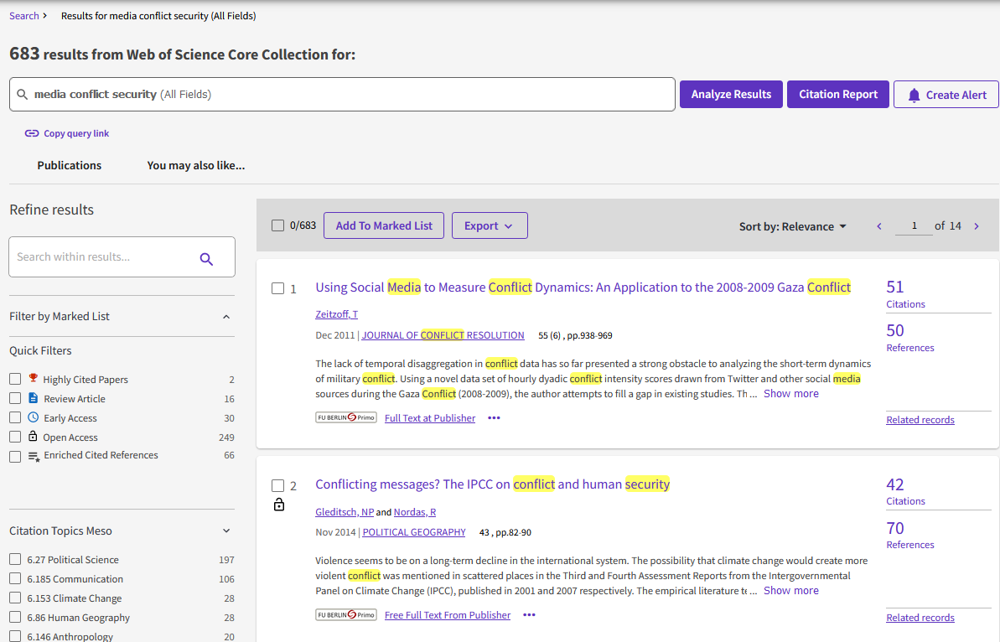 Search > Results for media conflict security (All Fields)
683 results from Web of Science Core Collection for:
media conflict security (All Fields)
Analyze Results
Citation Report
Create Alert
Copy query link
Publications
You may also like...
Refine results
Search within results...
Filter by Marked List
Quick Filters
Highly Cited Papers 2
Review Article 16
Early Access 30
Open Access 249
Enriched Cited References 66
Citation Topics Meso
6.27 Political Science 197
6.185 Communication 106
6.153 Climate Change 28
6.86 Human Geography 28
6.146 Anthropology 20
0/683
Add To Marked List
Export
Sort by: Relevance
1 of 14
1
Using Social Media to Measure Conflict Dynamics: An Application to the 2008-2009 Gaza Conflict
Zeitzoff, T
Dec 2011 | JOURNAL OF CONFLICT RESOLUTION 55 (6) , pp.938-969
The lack of temporal disaggregation in conflict data has so far presented a strong obstacle to analyzing the short-term dynamics
of military conflict. Using a novel data set of hourly dyadic conflict intensity scores drawn from Twitter and other social media
sources during the Gaza Conflict (2008-2009), the author attempts to fill a gap in existing studies. Th ... Show more
FU BERLIN Primo Full Text at Publisher
51
Citations
50
References
Related records
2
Conflicting messages? The IPCC on conflict and human security
Gleditsch, NP and Nordas, R
Nov 2014 | POLITICAL GEOGRAPHY 43 , pp.82-90
Violence seems to be on a long-term decline in the international system. The possibility that climate change would create more
violent conflict was mentioned in scattered places in the Third and Fourth Assessment Reports from the Intergovernmental
Panel on Climate Change (IPCC), published in 2001 and 2007 respectively. The empirical literature te ... Show more
FU BERLIN Primo Free Full Text From Publisher
42
Citations
70
References
Related records